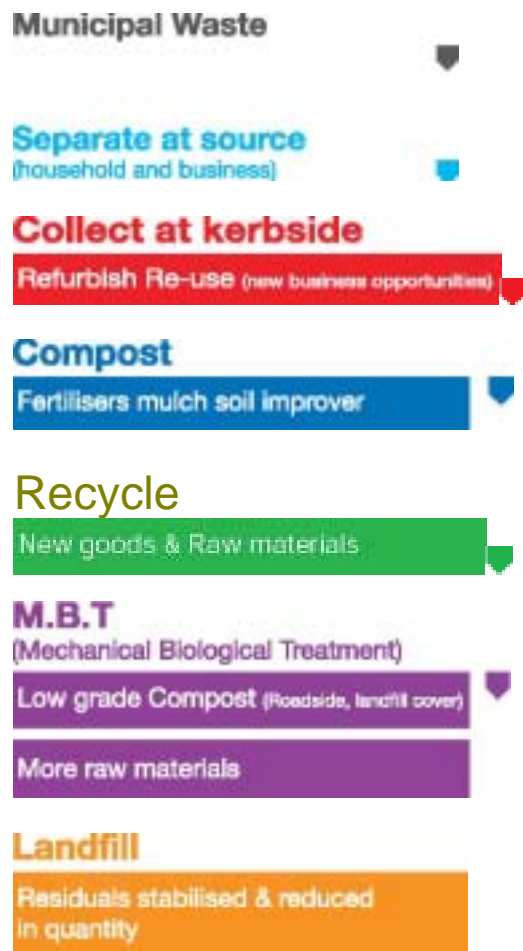 Municipal Waste
Separate at source
(household and business)
Collect at kerbside
Refurbish Re-use (new business opportunities)
Compost
Fertilisers mulch soil improver
Recycle
New goods & Raw materials
M.B.T
(Mechanical Biological Treatment)
Low grade Compost (Roadside, landfill cover)
More raw materials
Landfill
Residuals stabilised & reduced
in quantity